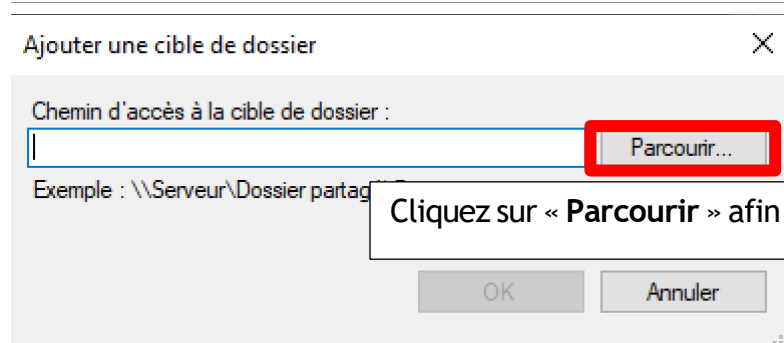 Ajouter une cible de dossier
Chemin d'accès à la cible de dossier :
Parcourir...
Exemple : \\Serveur\Dossier
Cliquez sur « Parcourir » afin
OK
Annuler